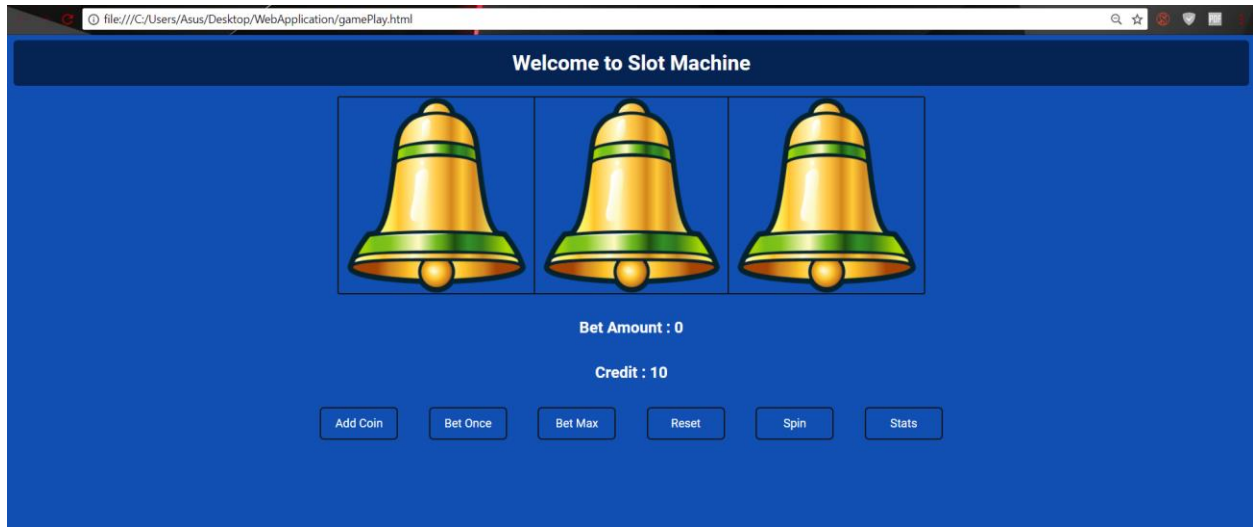 file:///C:/Users/Asus/Desktop/WebApplication/gamePlay.html
Welcome to Slot Machine
Bet Amount : 0
Credit : 10
Add Coin Bet Once Bet Max Reset Spin Stats